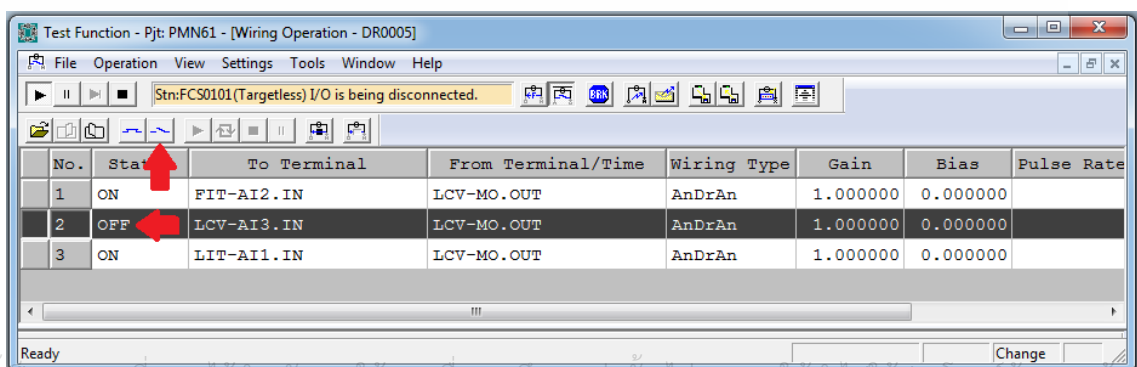 Test Function - Pjt: PMN61 - [Wiring Operation - DR0005]
File Operation View Settings Tools Window Help
Stn:FCS0101(Targetless) I/O is being disconnected. BRK
No. To Terminal From Terminal/Time Wiring Type Gain Bias Pulse Rate
1 ON FIT-AI2.IN LCV-MO.OUT AnDrAn 1.000000 0.000000
2 OFF LCV-AI3.IN LCV-MO.OUT AnDrAn 1.000000 0.000000
3 ON LIT-AI1.IN LCV-MO.OUT AnDrAn 1.000000 0.000000
Ready Change